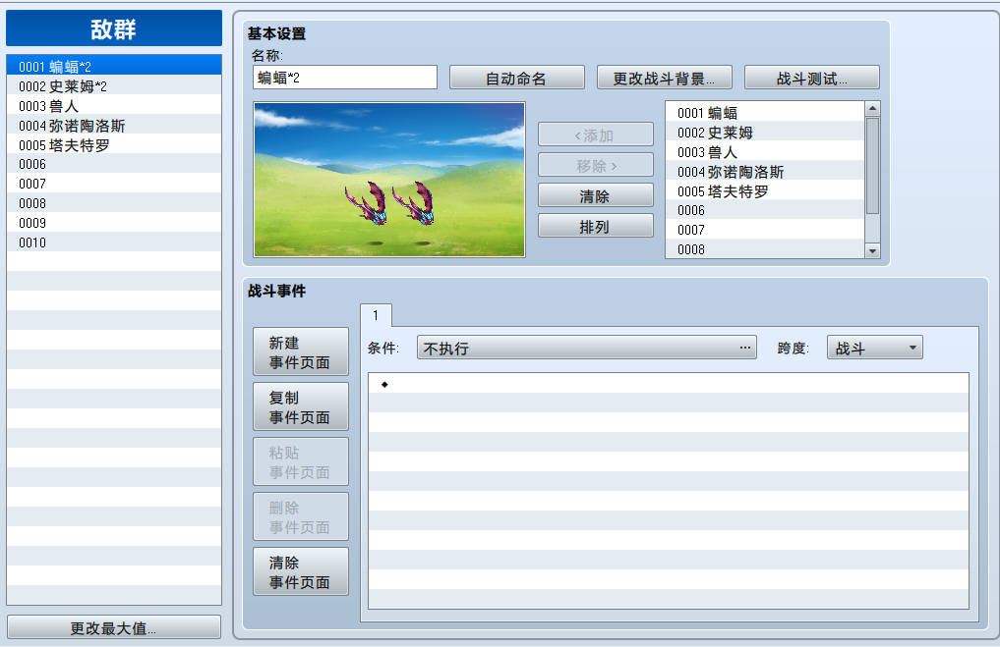 敌群
0001 蝙蝠*2
0002 史莱姆*2
0003 兽人
0004 弥诺陶洛斯
0005 塔夫特罗
0006
0007
0008
0009
0010
更改最大值...
基本设置
名称:
蝙蝠*2
自动命名
更改战斗背景...
战斗测试...
< 添加
移除 >
清除
排列
0001 蝙蝠
0002 史莱姆
0003 兽人
0004 弥诺陶洛斯
0005 塔夫特罗
0006
0007
0008
战斗事件
新建
事件页面
复制
事件页面
粘贴
事件页面
删除
事件页面
清除
事件页面
1
条件: 不执行 ... 跨度: 战斗
◆